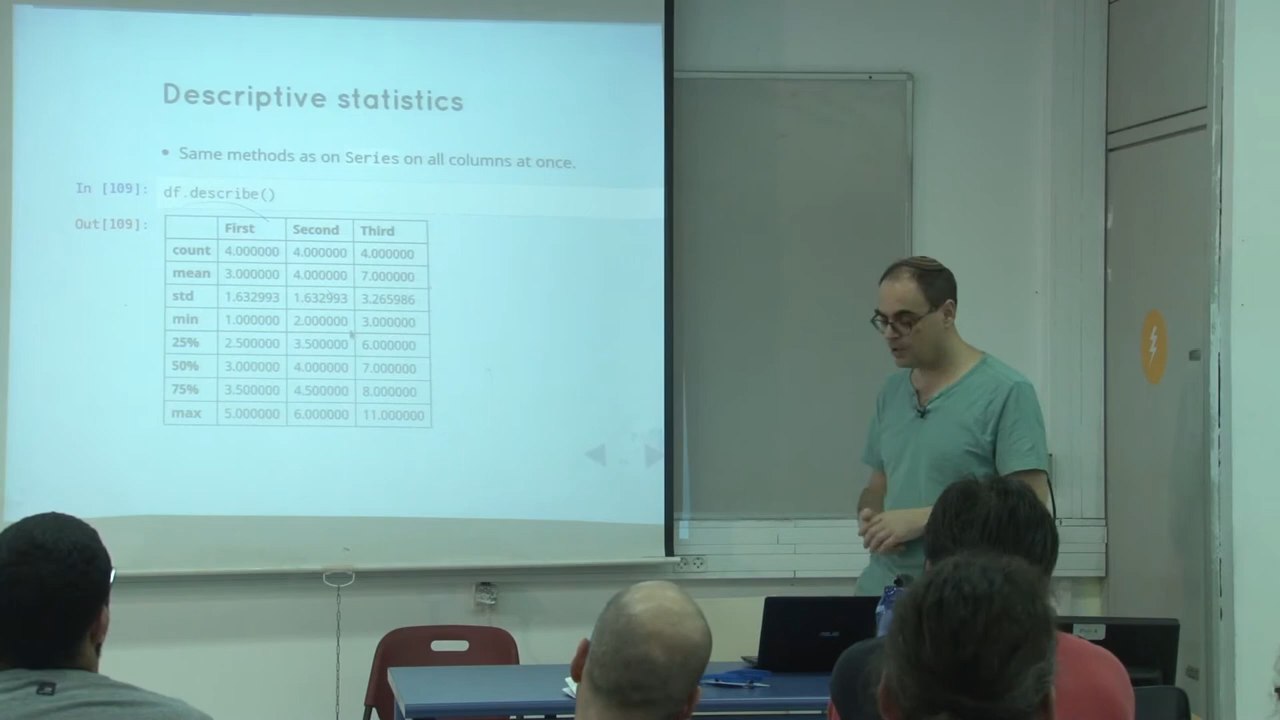 Descriptive statistics
• Same methods as on Series on all columns at once.
In [109]: df.describe()
Out[109]:
First Second Third
count 4.000000 4.000000 4.000000
mean 3.000000 4.000000 7.000000
std 1.632993 1.632993 3.265986
min 1.000000 2.000000 3.000000
25% 2.500000 3.500000 6.000000
50% 3.000000 4.000000 7.000000
75% 3.500000 4.500000 8.000000
max 5.000000 6.000000 11.000000
ASUS